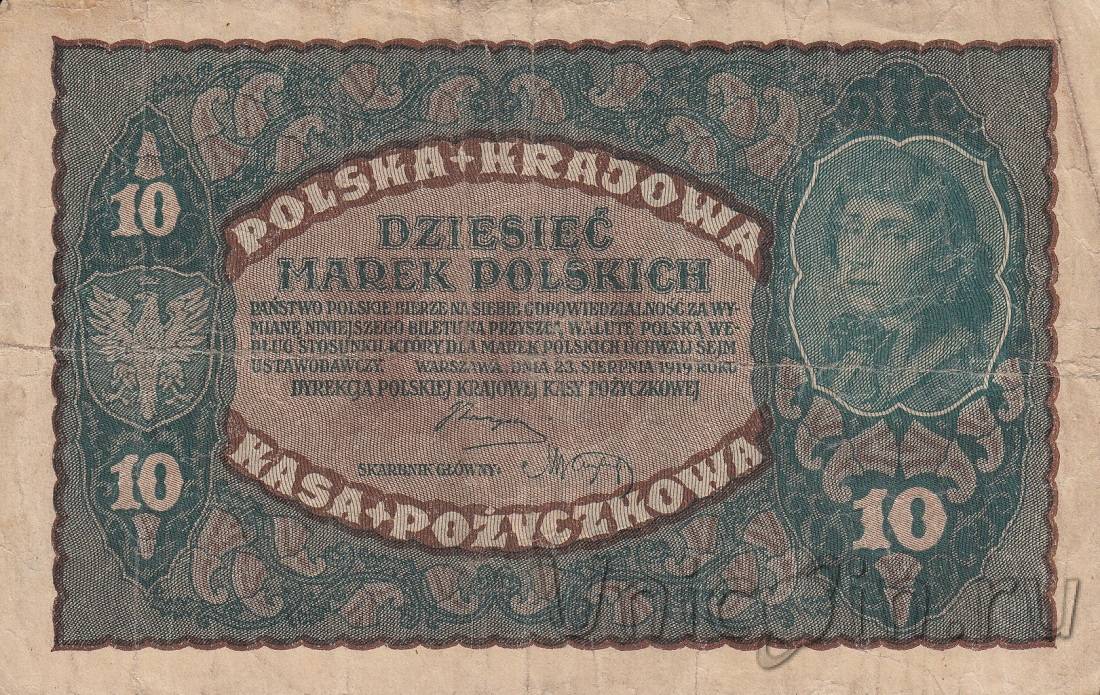 POLSKA + KRAJOWA
DZIESIĘĆ
MAREK POLSKICH
PAŃSTWO POLSKIE BIERZE NA SIEBIE ODPOWIEDZIALNOŚĆ ZA WY-
MIANĘ NINIEJSZEGO BILETU NA PRZYSZŁĄ WALUTĘ POLSKĄ WE-
DŁUG STOSUNKU, KTÓRY DLA MAREK POLSKICH UCHWALI SEJM
USTAWODAWCZY. WARSZAWA, DNIA 23. SIERPNIA 1919 ROKU
DYREKCJA POLSKIEJ KRAJOWEJ KASY POŻYCZKOWEJ
SKARBNIK GŁÓWNY:
KASA + POŻYCZKOWA
10
10
10
UnicJin.ru